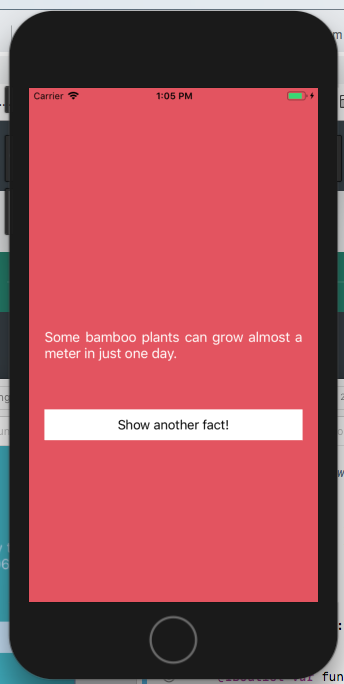 Carrier
1:05 PM
Some bamboo plants can grow almost a
meter in just one day.
Show another fact!